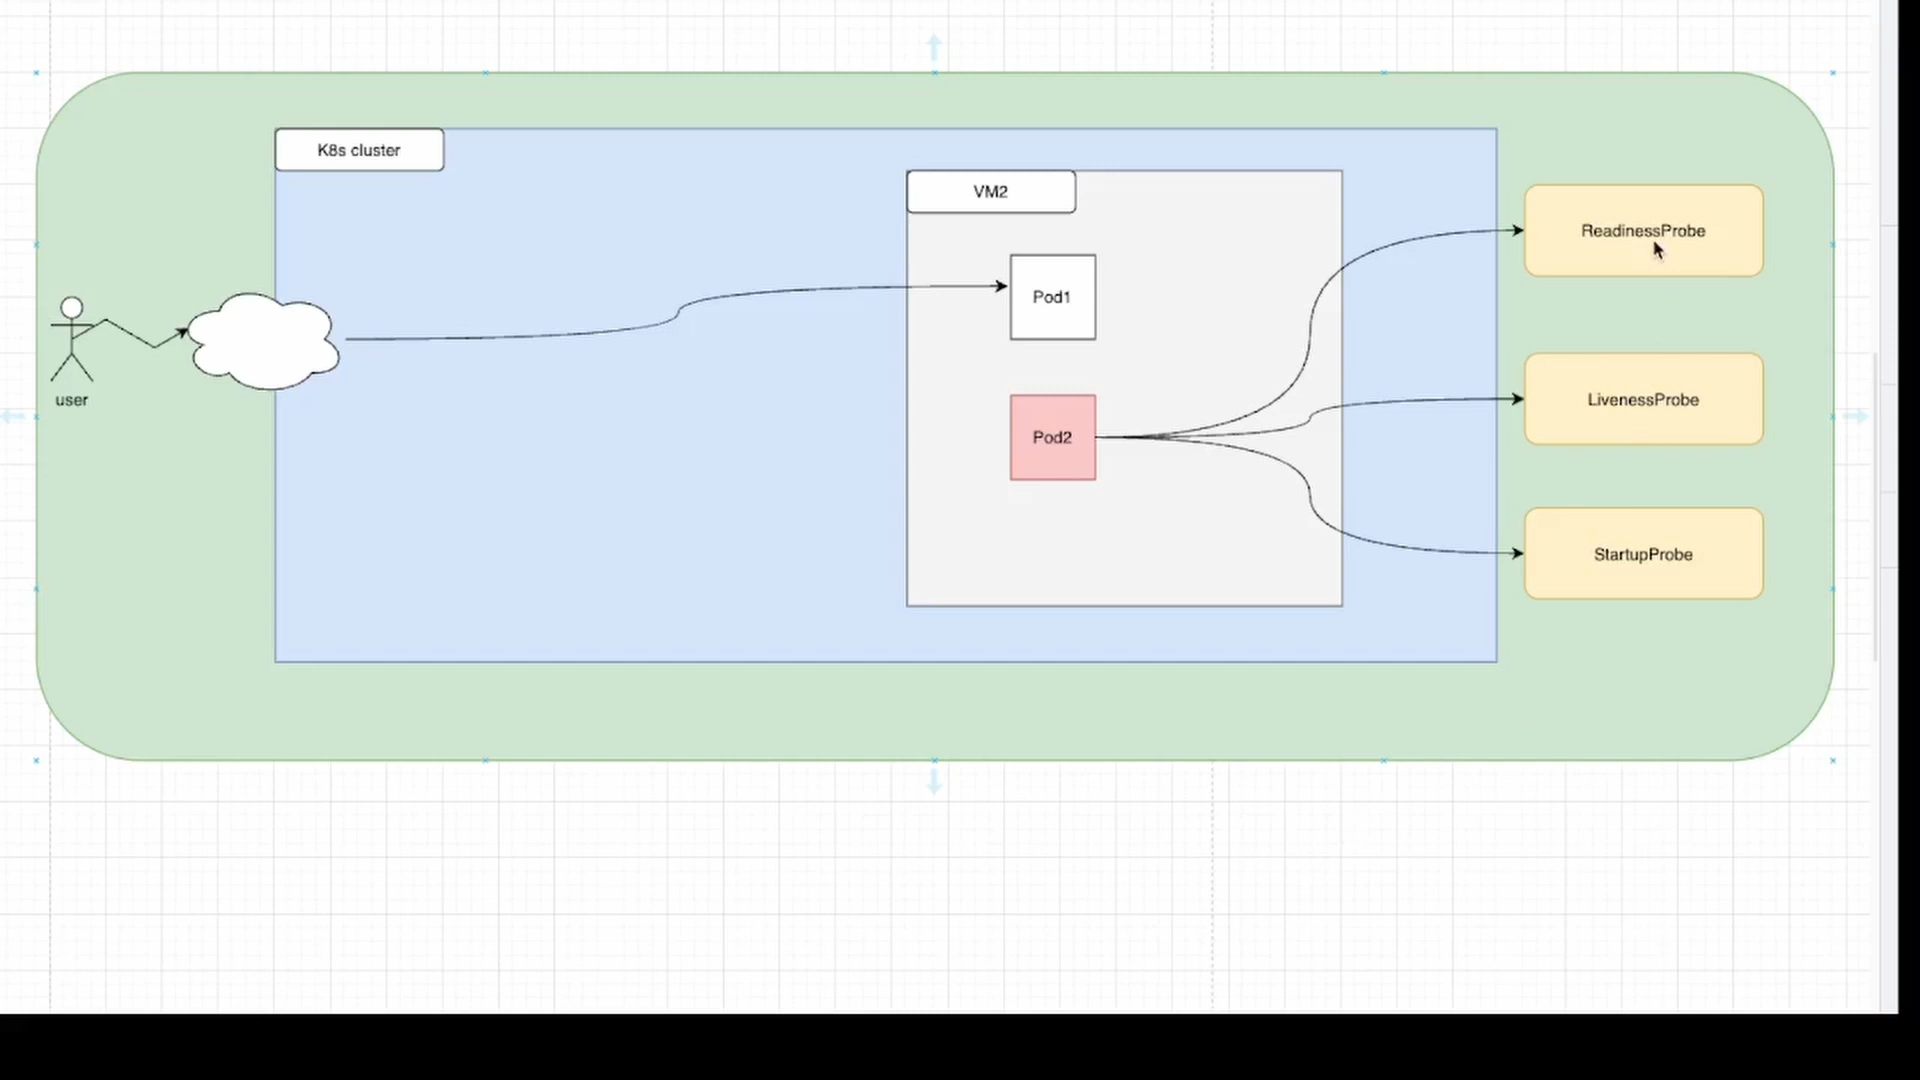 K8s cluster
VM2
ReadinessProbe
Pod1
user
LivenessProbe
Pod2
StartupProbe